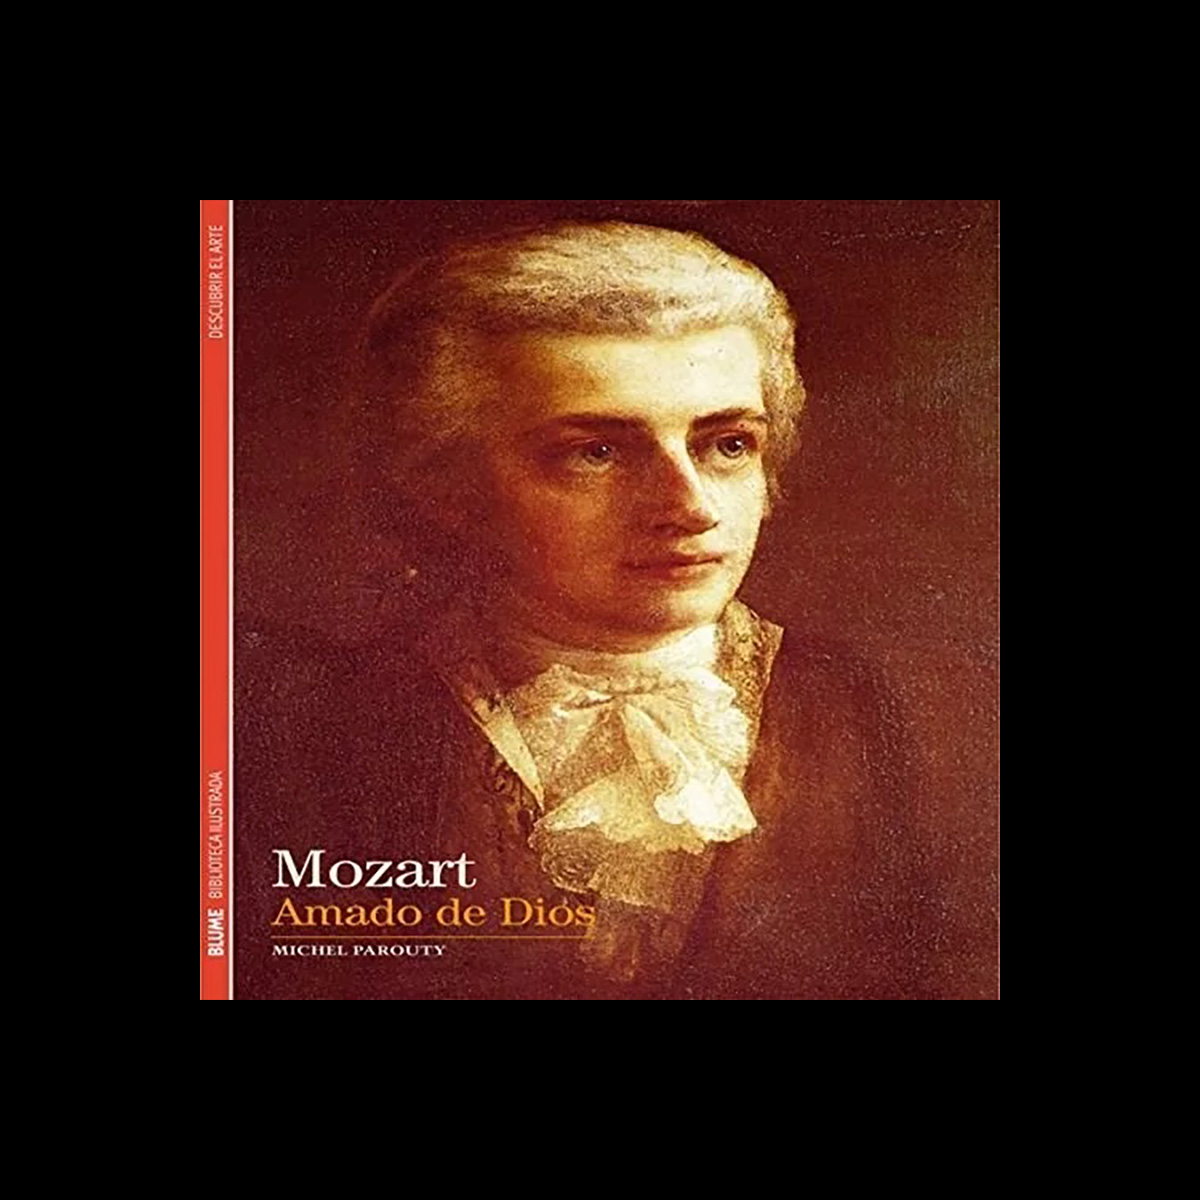 DESCUBRIR EL ARTE
BLUME BIBLIOTECA ILUSTRADA
Mozart
Amado de Dios
MICHEL PAROUTY